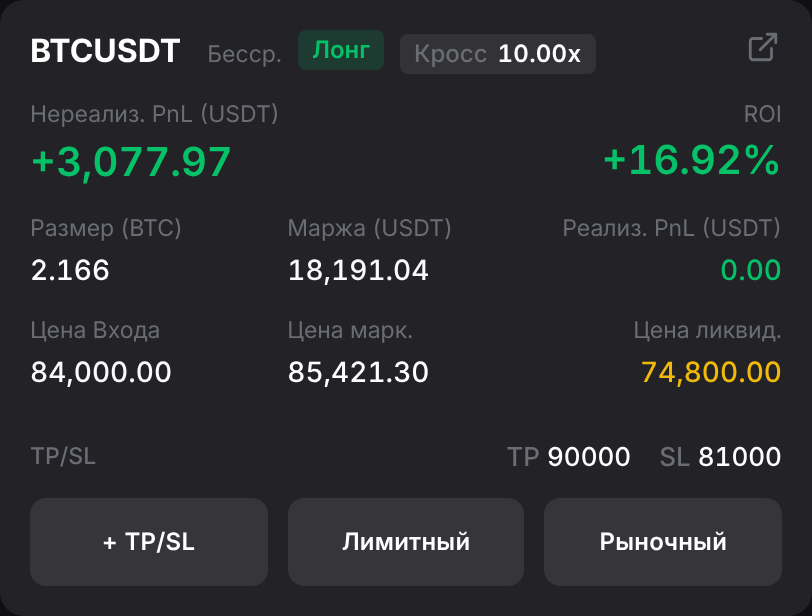 BTCUSDT Бесср. Лонг Кросс 10.00x
Нереализ. PnL (USDT) ROI
+3,077.97 +16.92%
Размер (BTC) Маржа (USDT) Реализ. PnL (USDT)
2.166 18,191.04 0.00
Цена Входа Цена марк. Цена ликвид.
84,000.00 85,421.30 74,800.00
TP/SL TP 90000 SL 81000
+ TP/SL Лимитный Рыночный